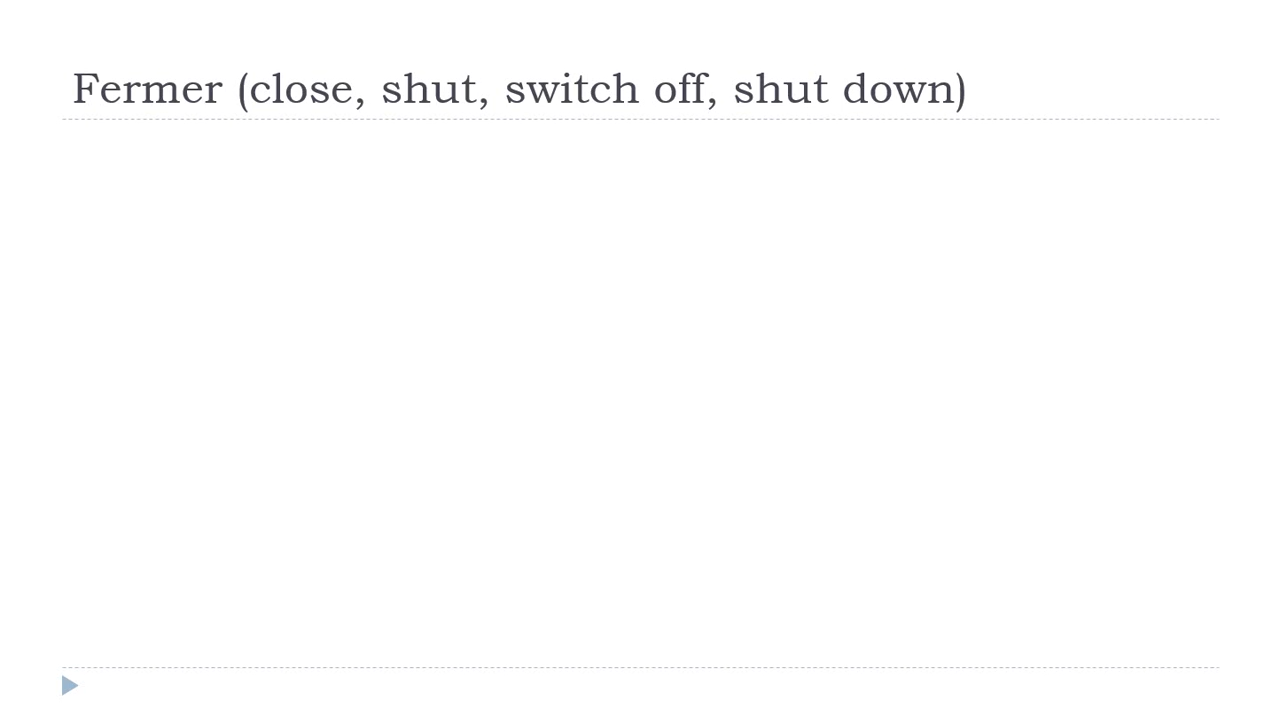 Fermer (close, shut, switch off, shut down)